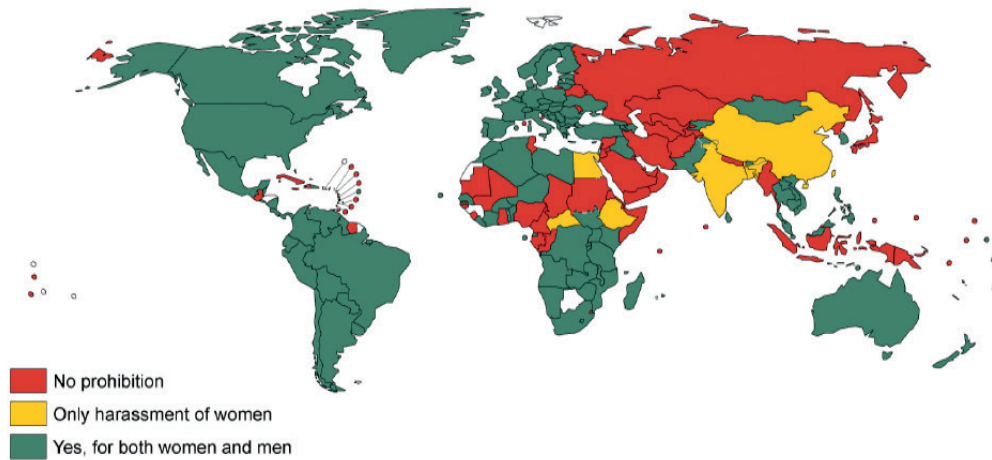 No prohibition
Only harassment of women
Yes, for both women and men